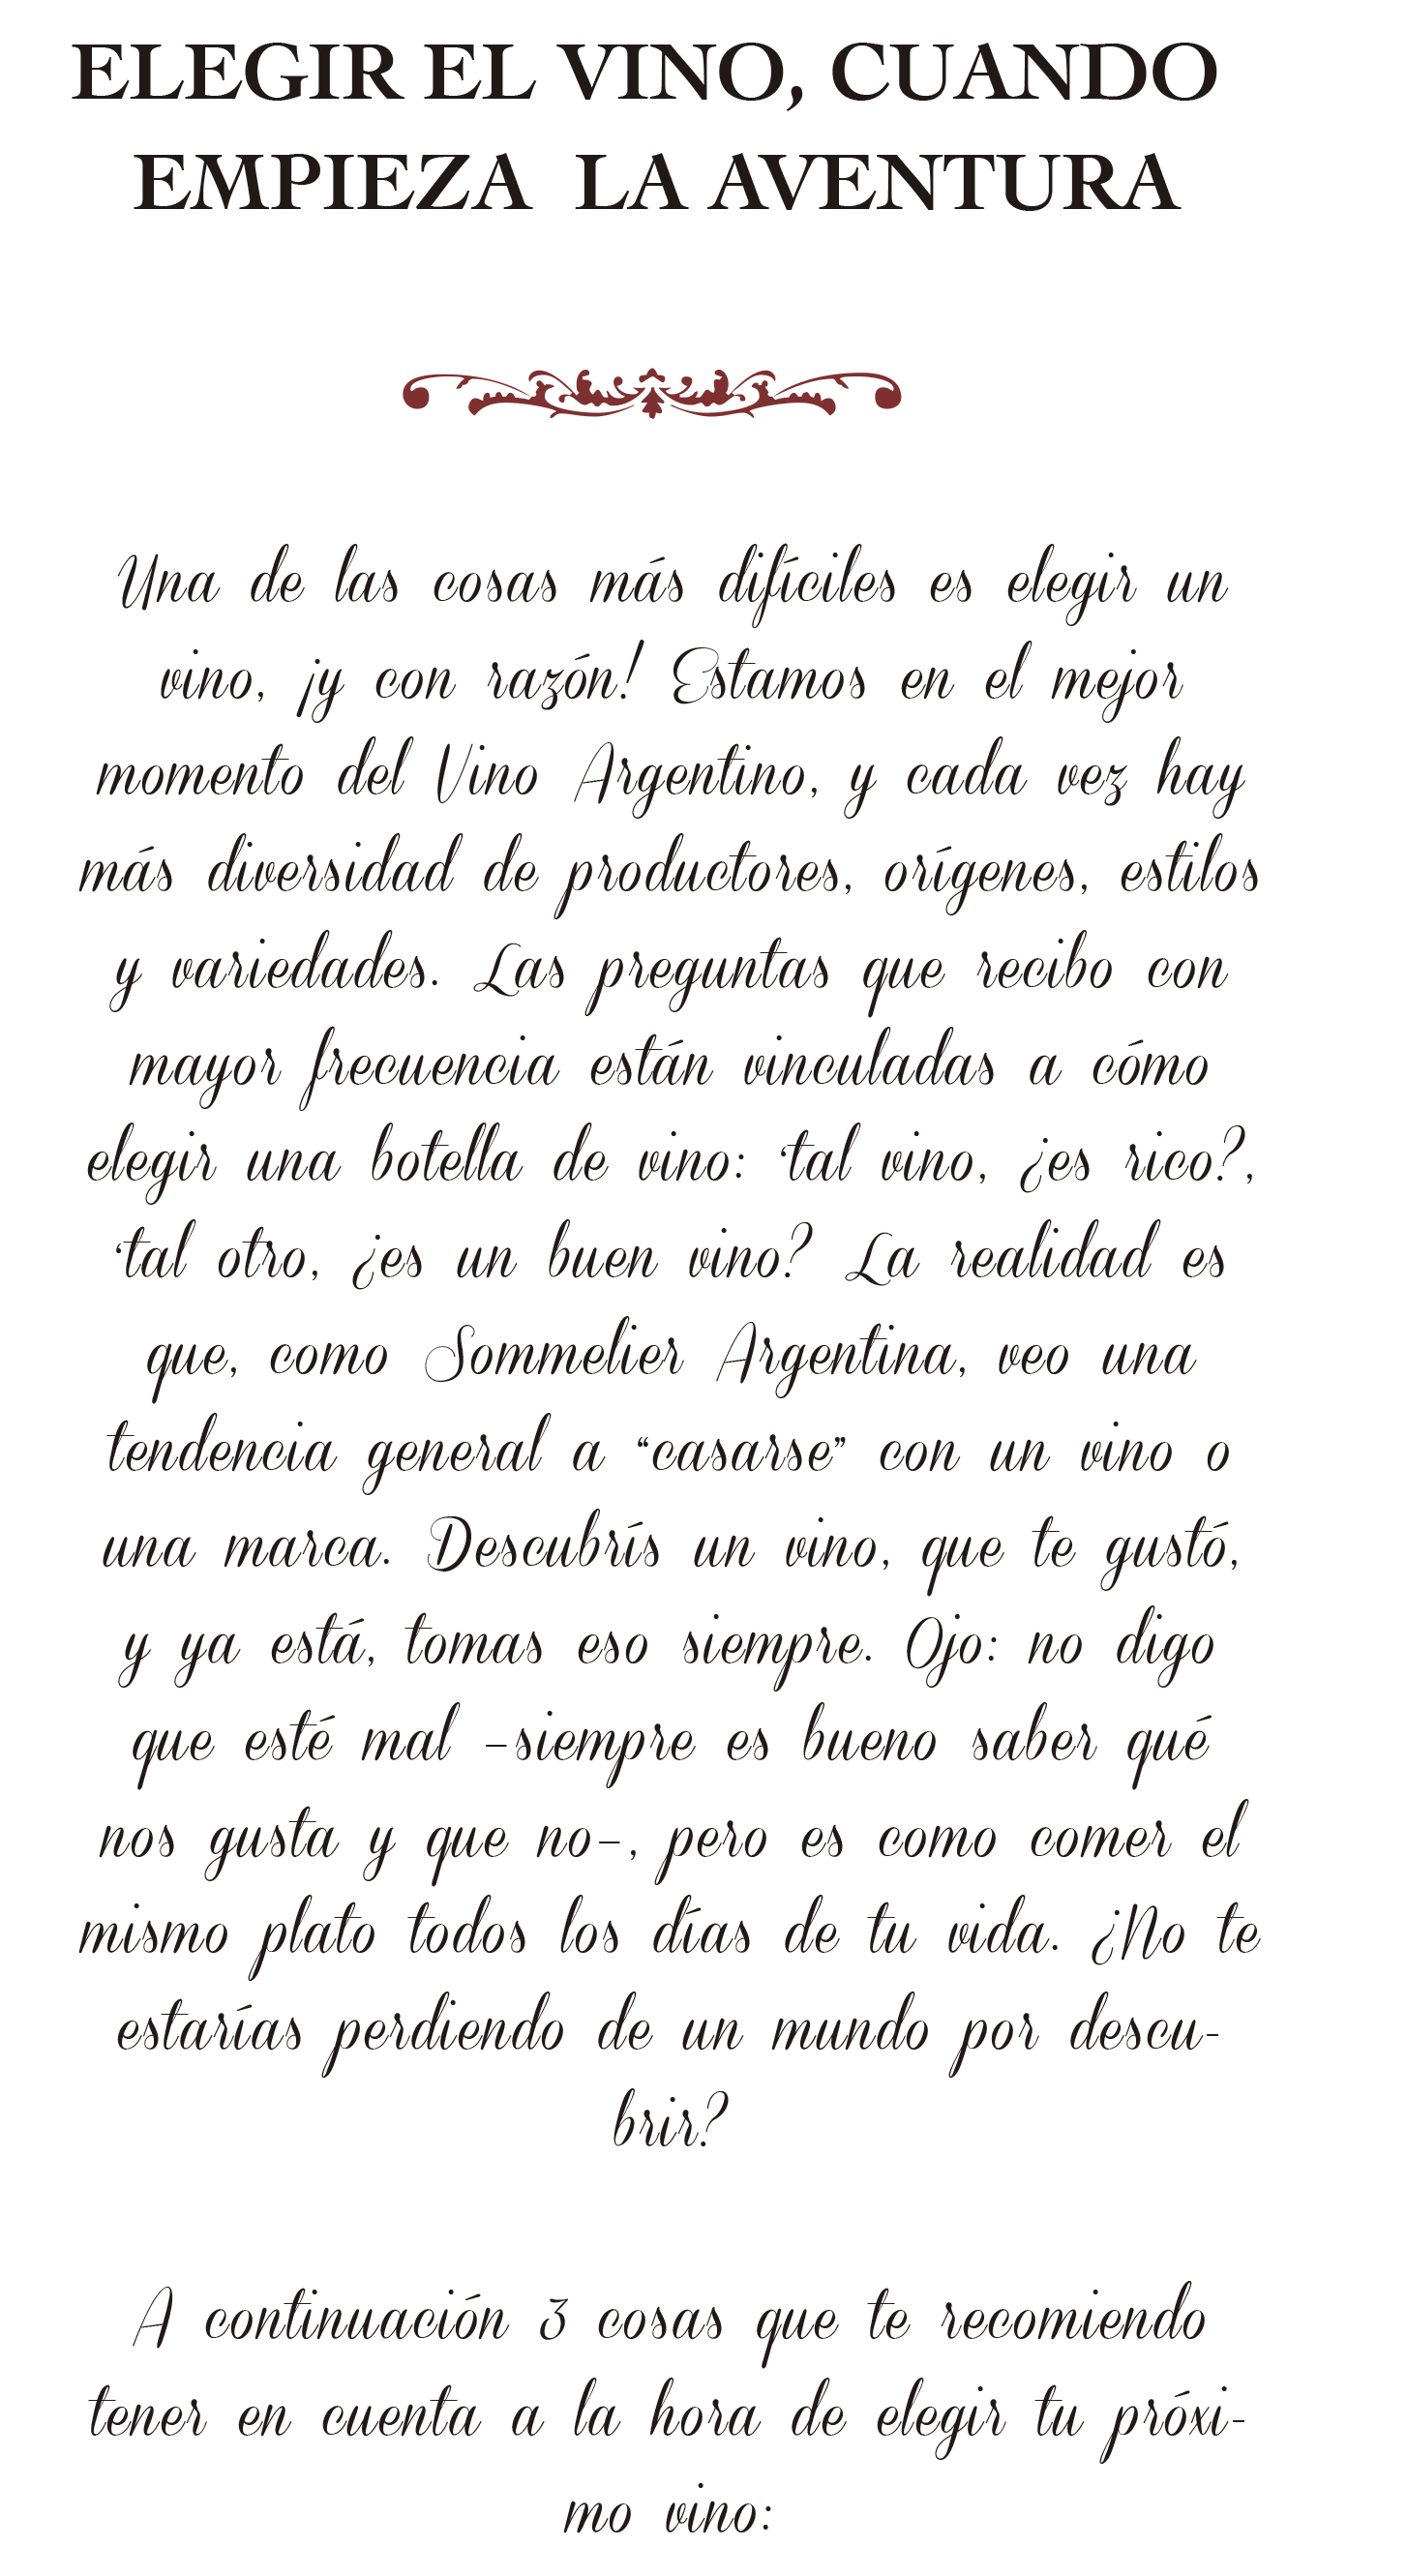 ELEGIR EL VINO, CUANDO
EMPIEZA LA AVENTURA
Una de las cosas más difíciles es elegir un
vino, ¡y con razón! Estamos en el mejor
momento del Vino Argentino, y cada vez hay
más diversidad de productores, orígenes, estilos
y variedades. Las preguntas que recibo con
mayor frecuencia están vinculadas a cómo
elegir una botella de vino: ‘tal vino, ¿es rico?,
‘tal otro, ¿es un buen vino? La realidad es
que, como Sommelier Argentina, veo una
tendencia general a “casarse” con un vino o
una marca. Descubrís un vino, que te gustó,
y ya está, tomas eso siempre. Ojo: no digo
que esté mal –siempre es bueno saber qué
nos gusta y que no–, pero es como comer el
mismo plato todos los días de tu vida. ¿No te
estarías perdiendo de un mundo por descu-
brir?
A continuación 3 cosas que te recomiendo
tener en cuenta a la hora de elegir tu próxi-
mo vino: